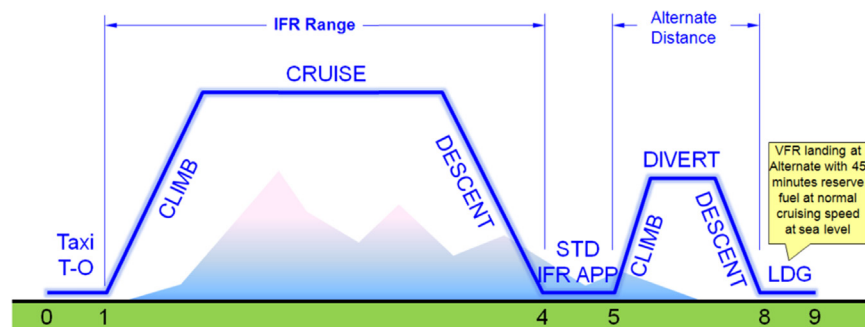 IFR Range
Alternate
Distance
CRUISE
CLIMB
DESCENT
DIVERT
CLIMB
DESCENT
VFR landing at
Alternate with 45
minutes reserve
fuel at normal
cruising speed
at sea level
Taxi
T-O
STD
IFR APP
LDG
0 1 4 5 8 9